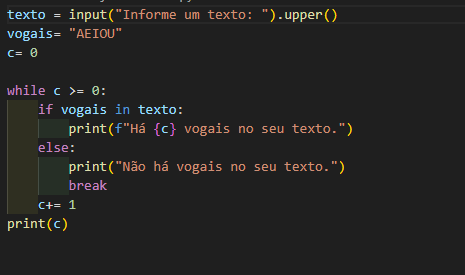 texto = input("Informe um texto: ").upper()
vogais= "AEIOU"
c= 0
while c >= 0:
    if vogais in texto:
        print(f"Há {c} vogais no seu texto.")
    else:
        print("Não há vogais no seu texto.")
        break
    c+= 1
print(c)